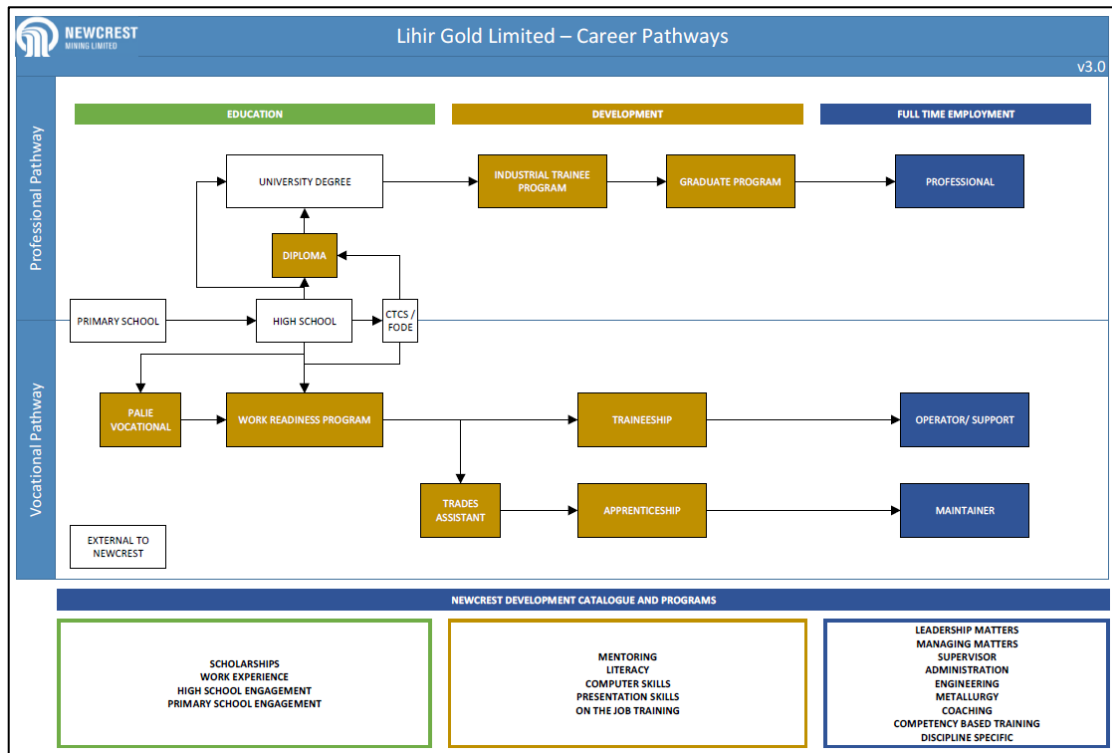 NEWCREST
MINING LIMITED
Lihir Gold Limited – Career Pathways
v3.0
Professional Pathway
EDUCATION
DEVELOPMENT
FULL TIME EMPLOYMENT
UNIVERSITY DEGREE
INDUSTRIAL TRAINEE
PROGRAM
GRADUATE PROGRAM
PROFESSIONAL
DIPLOMA
PRIMARY SCHOOL
HIGH SCHOOL
CTCS /
FODE
Vocational Pathway
PALIE
VOCATIONAL
WORK READINESS PROGRAM
TRAINEESHIP
OPERATOR/ SUPPORT
TRADES
ASSISTANT
APPRENTICESHIP
MAINTAINER
EXTERNAL TO
NEWCREST
NEWCREST DEVELOPMENT CATALOGUE AND PROGRAMS
SCHOLARSHIPS
WORK EXPERIENCE
HIGH SCHOOL ENGAGEMENT
PRIMARY SCHOOL ENGAGEMENT
MENTORING
LITERACY
COMPUTER SKILLS
PRESENTATION SKILLS
ON THE JOB TRAINING
LEADERSHIP MATTERS
MANAGING MATTERS
SUPERVISOR
ADMINISTRATION
ENGINEERING
METALLURGY
COACHING
COMPETENCY BASED TRAINING
DISCIPLINE SPECIFIC